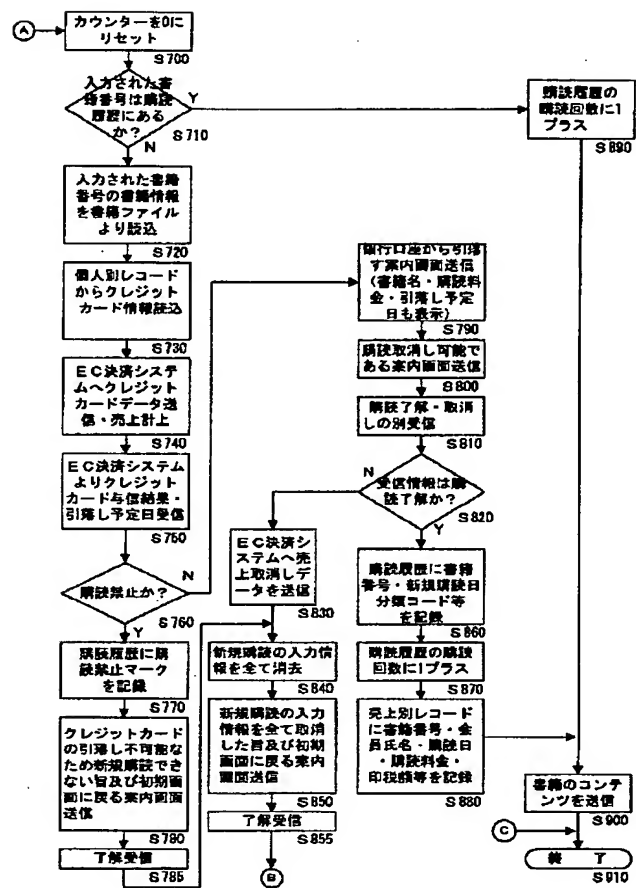 A
カウンターを0に
リセット
S700
入力された書
籍番号は購読
履歴にある
か?
Y
S710
N
入力された書籍
番号の書籍情報
を書籍ファイル
より読込
S720
個人別レコード
からクレジット
カード情報読込
S730
EC決済システ
ムへクレジット
カードデータ送
信・売上計上
S740
EC決済システム
よりクレジット
カード与信結果・
引落し予定日受信
S750
購読禁止か?
N
S760
Y
購読履歴に購
読禁止マーク
を記録
S770
クレジットカード
の引落し不可能な
ため新規購読でき
ない旨及び初期画
面に戻る案内画面
送信
S780
了解受信
S785
銀行口座から引落
す案内画面送信
(書籍名・購読料
金・引落し予定
日も表示)
S790
購読取消し可能で
ある案内画面送信
S800
購読了解・取消
しの別受信
S810
N
受信情報は購
読了解か?
S820
Y
EC決済シス
テムへ売上
取消しデー
タを送信
S830
新規購読の入力情
報を全て消去
S840
新規購読の入力
情報を全て取消
した旨及び初期
画面に戻る案内
画面送信
S850
了解受信
S855
B
購読履歴に書籍
番号・新規購読日
分類コード等
を記録
S860
購読履歴の購読
回数に1プラス
S870
売上別レコード
に書籍番号・会
員氏名・購読日
・購読料金・
印税額等を記録
S880
購読履歴の
購読回数に1
プラス
S890
書籍のコンテ
ンツを送信
S900
C
終 了
S910